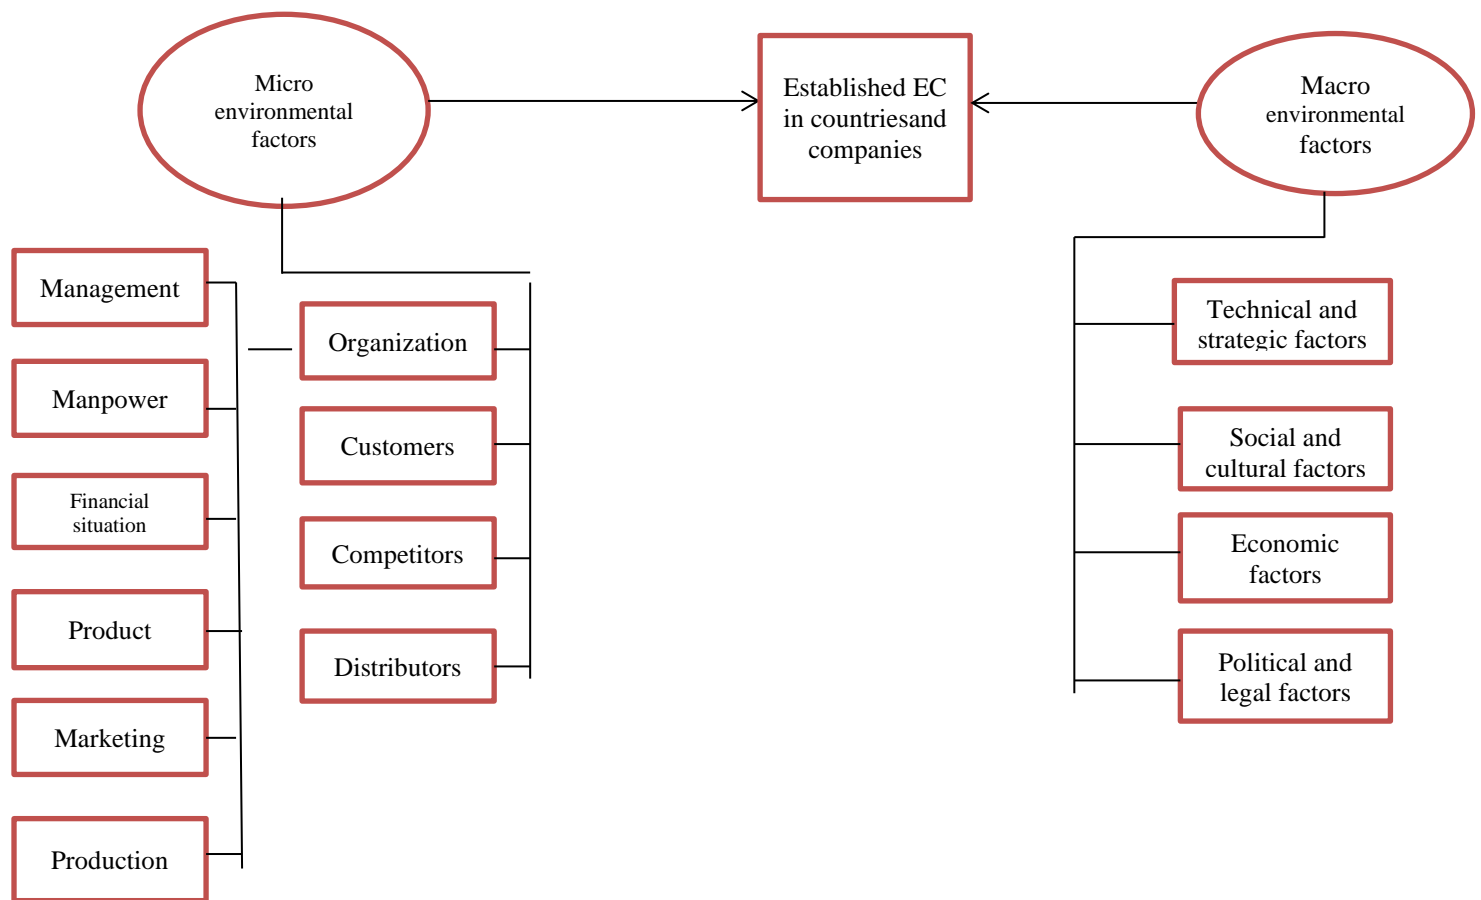 Micro
environmental
factors
Established EC
in countriesand
companies
Macro
environmental
factors
Management
Manpower
Financial
situation
Product
Marketing
Production
Organization
Customers
Competitors
Distributors
Technical and
strategic factors
Social and
cultural factors
Economic
factors
Political and
legal factors